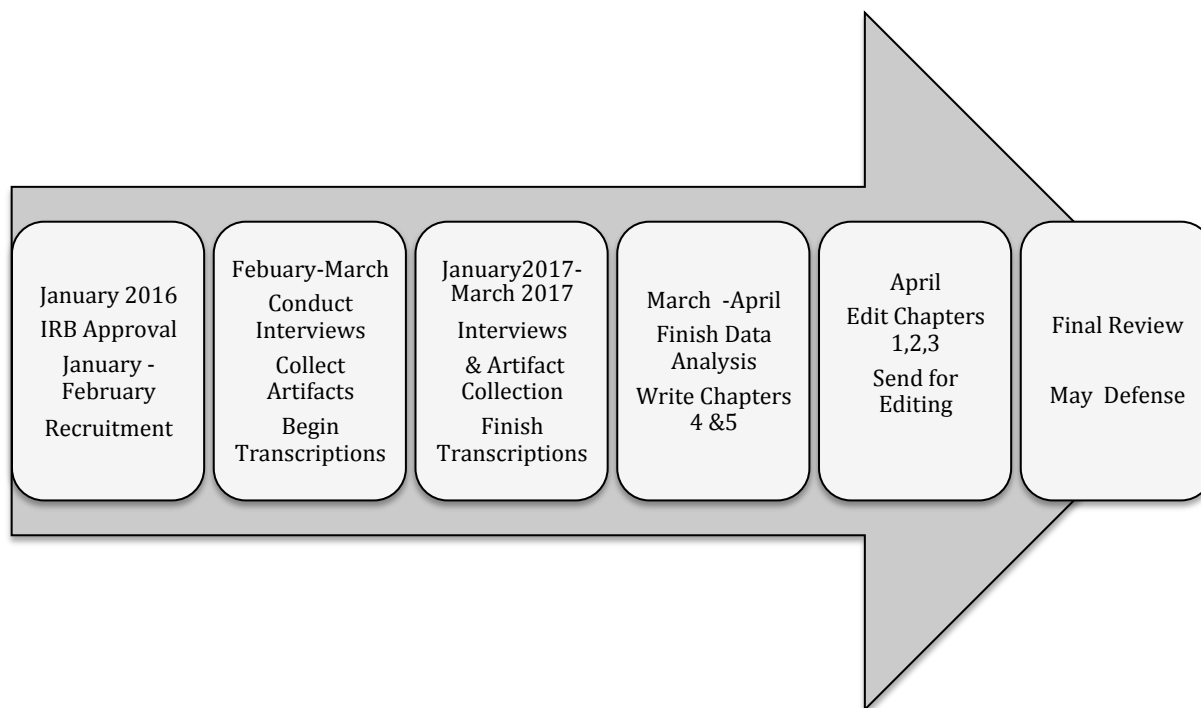 January 2016
IRB Approval
January -
February
Recruitment
Febuary-March
Conduct
Interviews
Collect
Artifacts
Begin
Transcriptions
January2017-
March 2017
Interviews
& Artifact
Collection
Finish
Transcriptions
March  -April
Finish Data
Analysis
Write Chapters
4 &5
April
Edit Chapters
1,2,3
Send for
Editing
Final Review
May  Defense